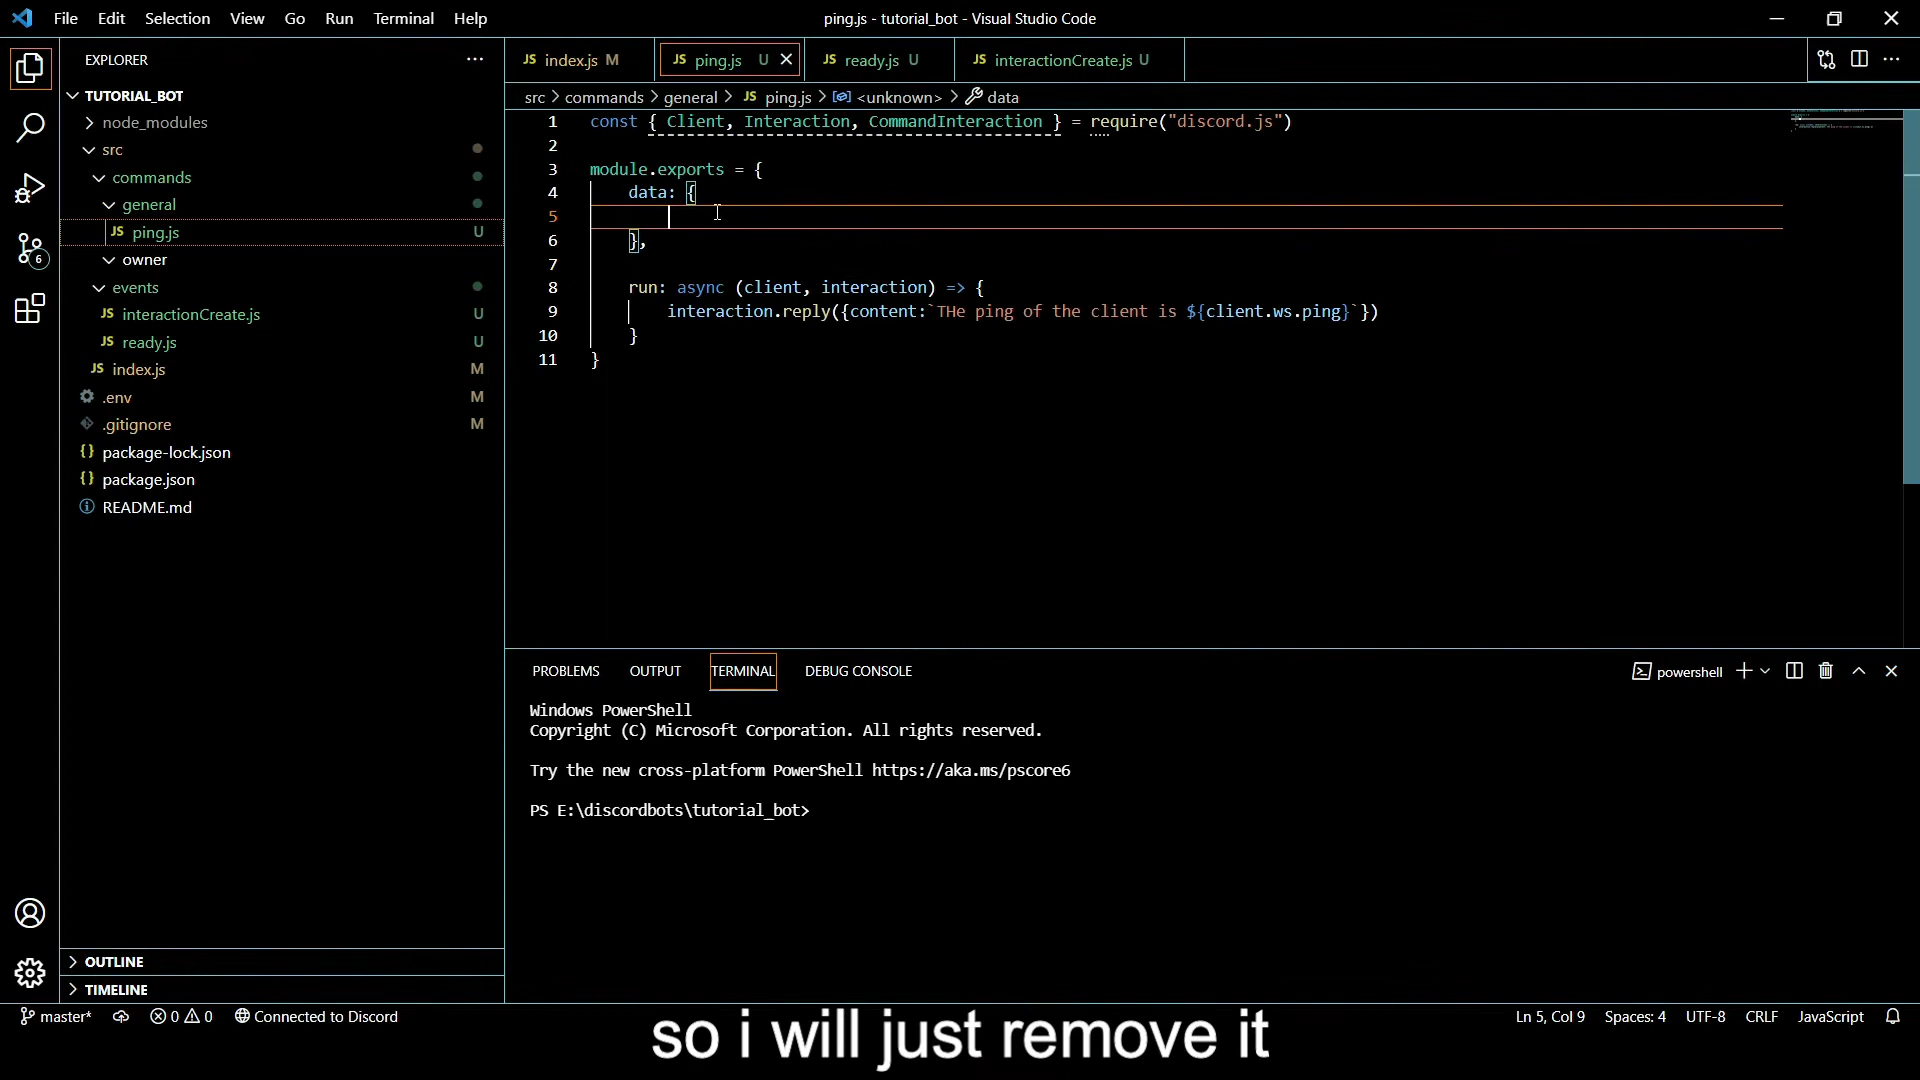 File Edit Selection View Go Run Terminal Help
ping.js - tutorial_bot - Visual Studio Code
EXPLORER
TUTORIAL_BOT
node_modules
src
commands
general
JS ping.js U
owner
events
JS interactionCreate.js U
JS ready.js U
JS index.js M
.env M
.gitignore M
{} package-lock.json
{} package.json
README.md
OUTLINE
TIMELINE
JS index.js M JS ping.js U JS ready.js U JS interactionCreate.js U
src > commands > general > JS ping.js > <unknown> > data
1 const { Client, Interaction, CommandInteraction } = require("discord.js")
2
3 module.exports = {
4 data: {
5
6 },
7
8 run: async (client, interaction) => {
9 interaction.reply({content:`THe ping of the client is ${client.ws.ping}`})
10 }
11 }
PROBLEMS OUTPUT TERMINAL DEBUG CONSOLE
powershell
Windows PowerShell
Copyright (C) Microsoft Corporation. All rights reserved.
Try the new cross-platform PowerShell https://aka.ms/pscore6
PS E:\discordbots\tutorial_bot>
6
master* 0 0 Connected to Discord
Ln 5, Col 9 Spaces: 4 UTF-8 CRLF JavaScript
so i will just remove it